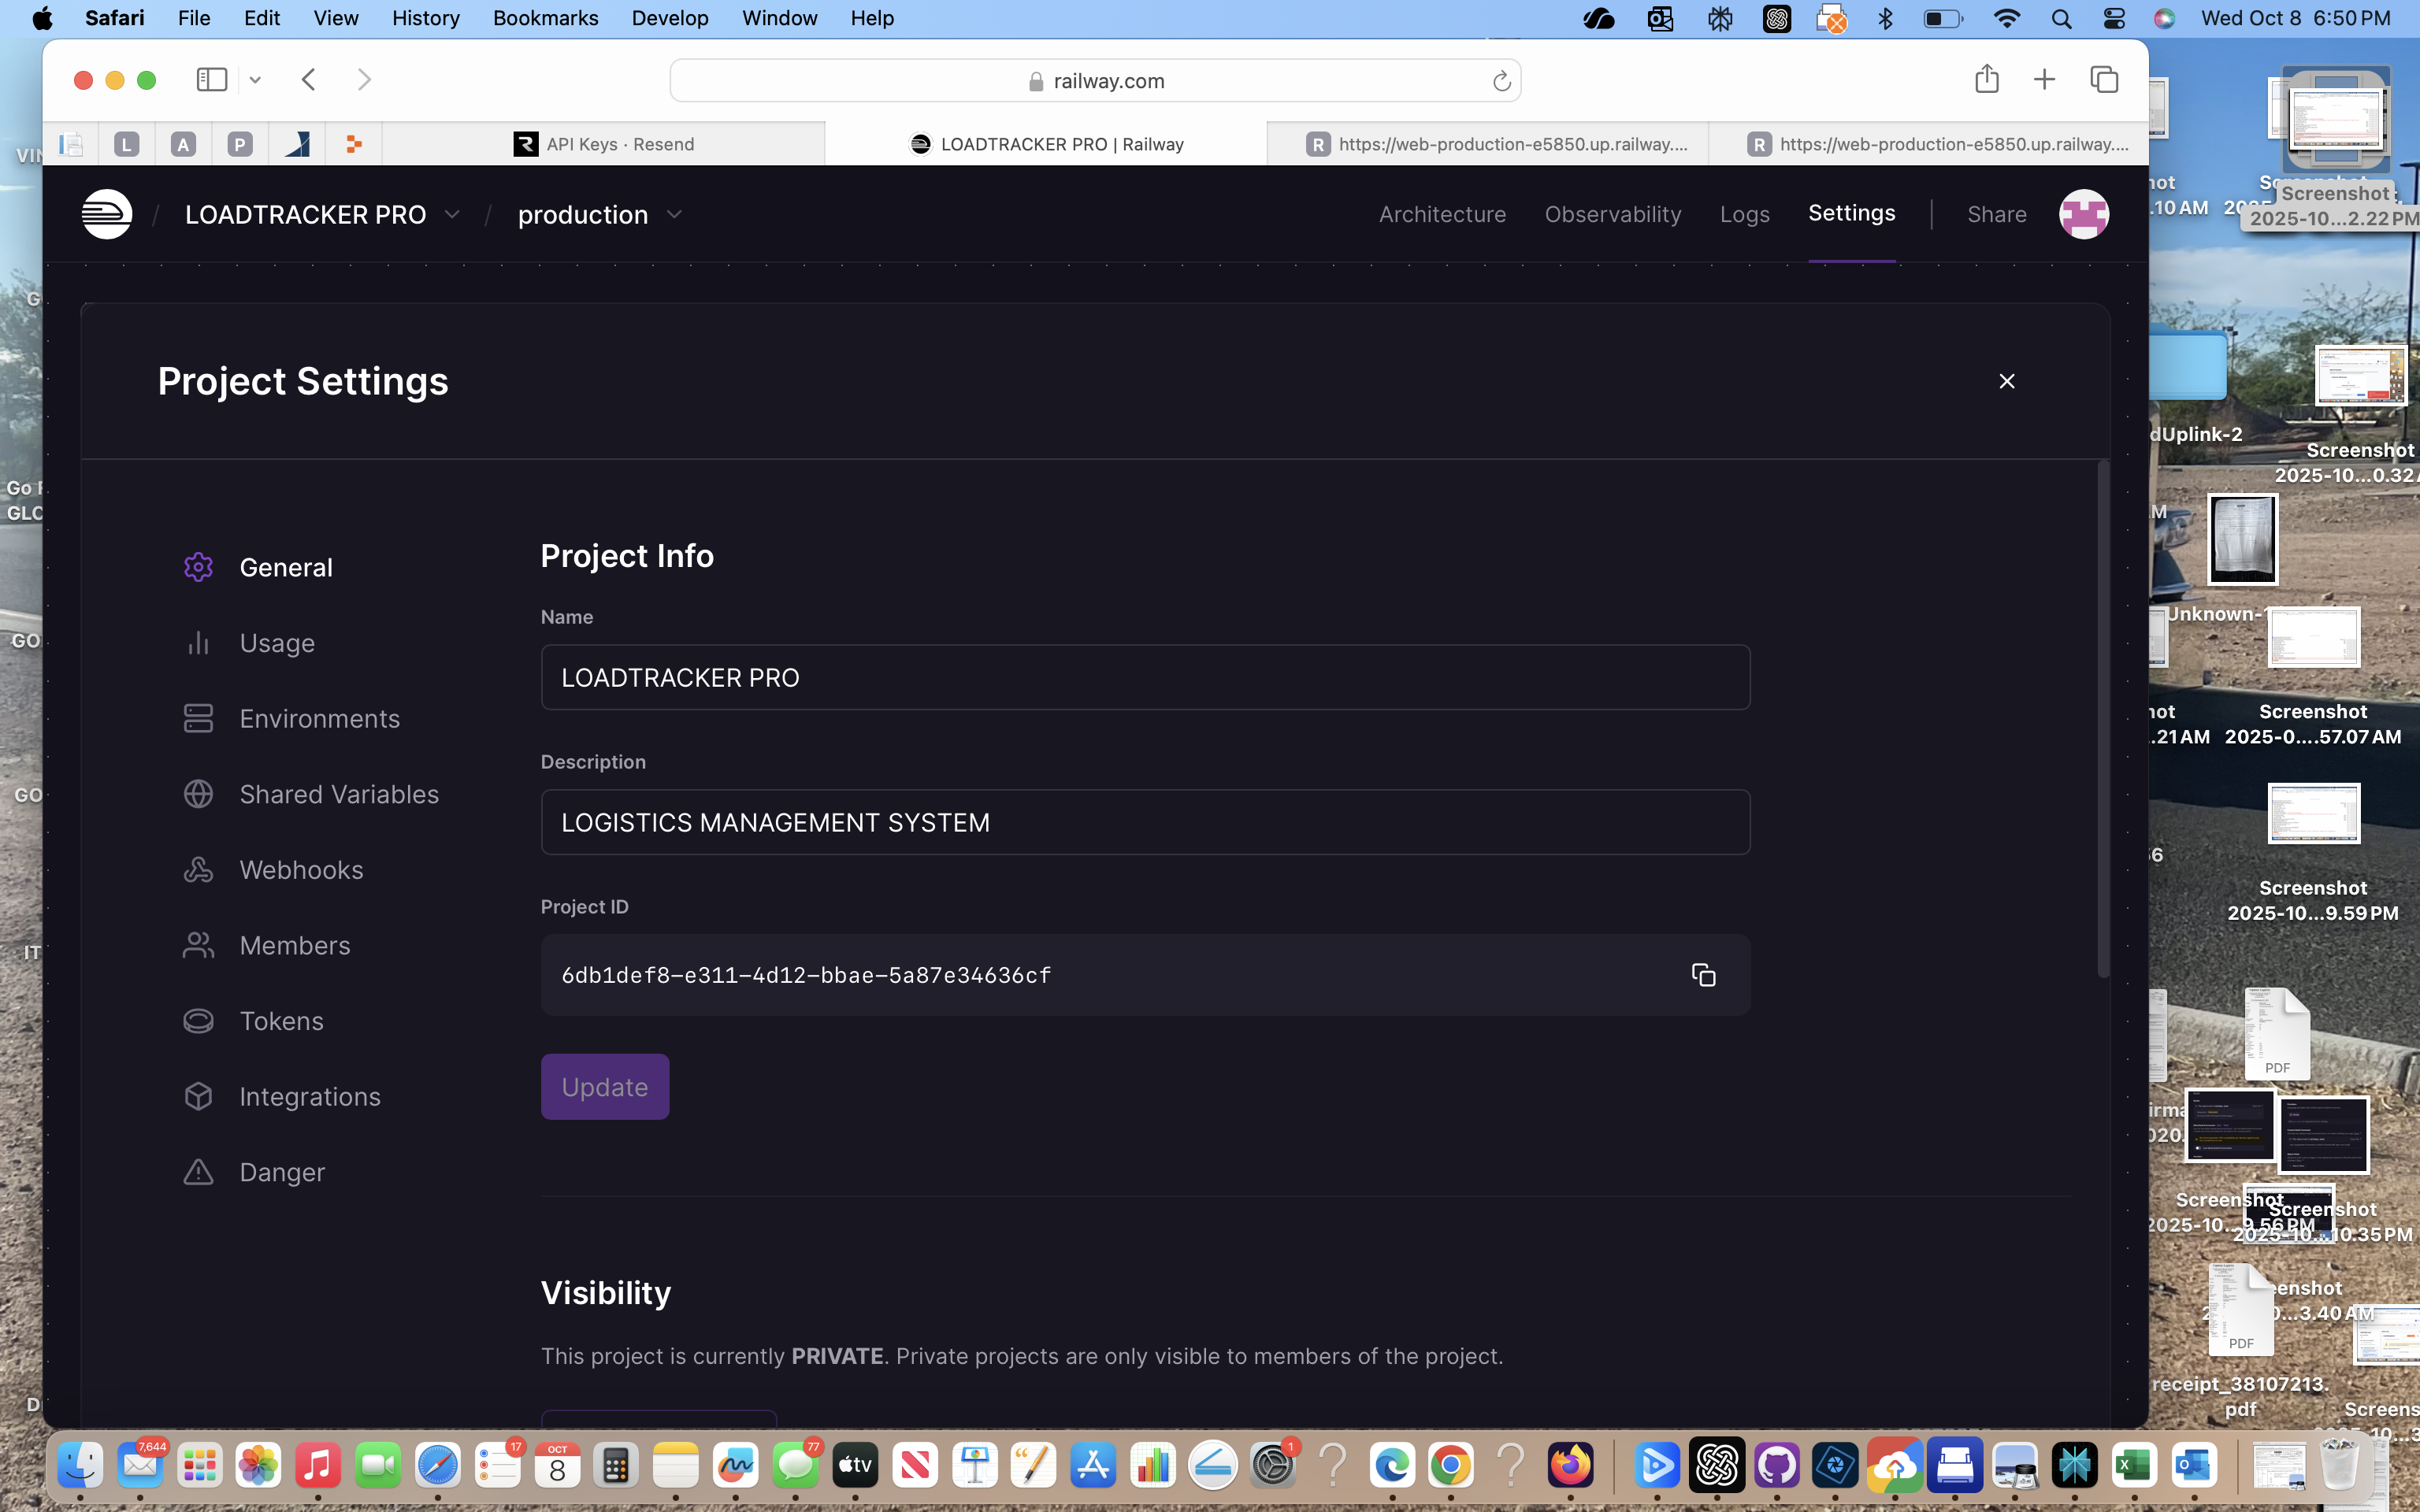 Safari File Edit View History Bookmarks Develop Window Help Wed Oct 8 6:50 PM
railway.com
L A P API Keys · Resend LOADTRACKER PRO | Railway R https://web-production-e5850.up.railway.... R https://web-production-e5850.up.railway....
/ LOADTRACKER PRO / production Architecture Observability Logs Settings | Share
Project Settings
General
Usage
Environments
Shared Variables
Webhooks
Members
Tokens
Integrations
Danger
Project Info
Name
LOADTRACKER PRO
Description
LOGISTICS MANAGEMENT SYSTEM
Project ID
6db1def8-e311-4d12-bbae-5a87e34636cf
Update
Visibility
This project is currently PRIVATE. Private projects are only visible to members of the project.
Screenshot
2025-10...2.22 PM
dUplink-2
Screenshot
2025-10...0.32
Unknown-1
Screenshot
2025-0....57.07 AM
.21 AM
Screenshot
2025-10...9.59 PM
PDF
Screenshot
2025-10...9.56 PM
Screenshot
2025-10...10.35 PM
PDF
receipt_38107213.
pdf
7,644
17
OCT
8
77
tv
1